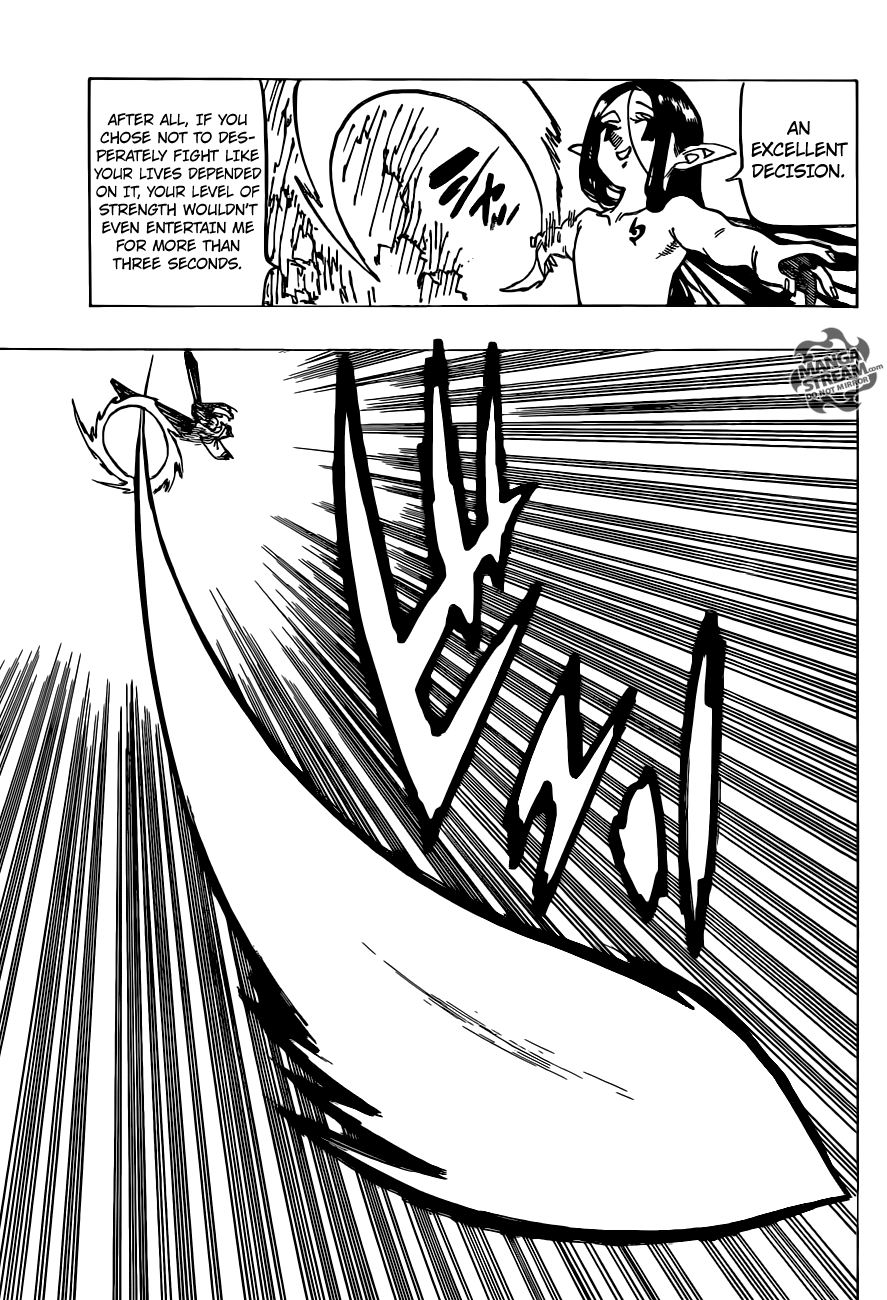 AN
EXCELLENT
DECISION.
AFTER ALL, IF YOU
CHOSE NOT TO DES-
PERATELY FIGHT LIKE
YOUR LIVES DEPENDED
ON IT, YOUR LEVEL OF
STRENGTH WOULDN'T
EVEN ENTERTAIN ME
FOR MORE THAN
THREE SECONDS.
MANGA
STREAM.com
DO NOT MIRROR